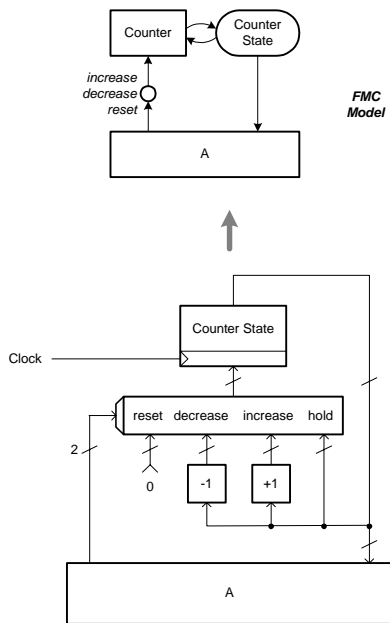 Counter
Counter
State
increase
decrease
reset
FMC
Model
A
Counter State
Clock
reset decrease increase hold
2
0
-1
+1
A